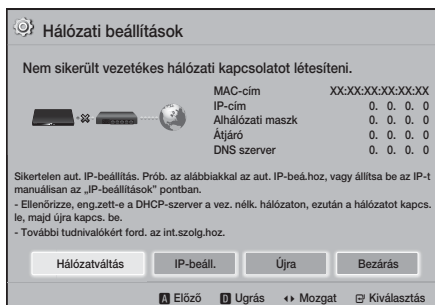 Hálózati beállítások
Nem sikerült vezetékes hálózati kapcsolatot létesíteni.
MAC-cím XX:XX:XX:XX:XX:XX
IP-cím 0. 0. 0. 0
Alhálózati maszk 0. 0. 0. 0
Átjáró 0. 0. 0. 0
DNS szerver 0. 0. 0. 0
Sikertelen aut. IP-beállítás. Prób. az alábbiakkal az aut. IP-beá.hoz, vagy állítsa be az IP-t
manuálisan az „IP-beállítások" pontban.
- Ellenőrizze, eng.zett-e a DHCP-szerver a vez. nélk. hálózaton, ezután a hálózatot kapcs.
le, majd újra kapcs. be.
- További tudnivalókért ford. az int.szolg.hoz.
Hálózatváltás IP-beáll. Újra Bezárás
A Előző D Ugrás Mozgat Kiválasztás